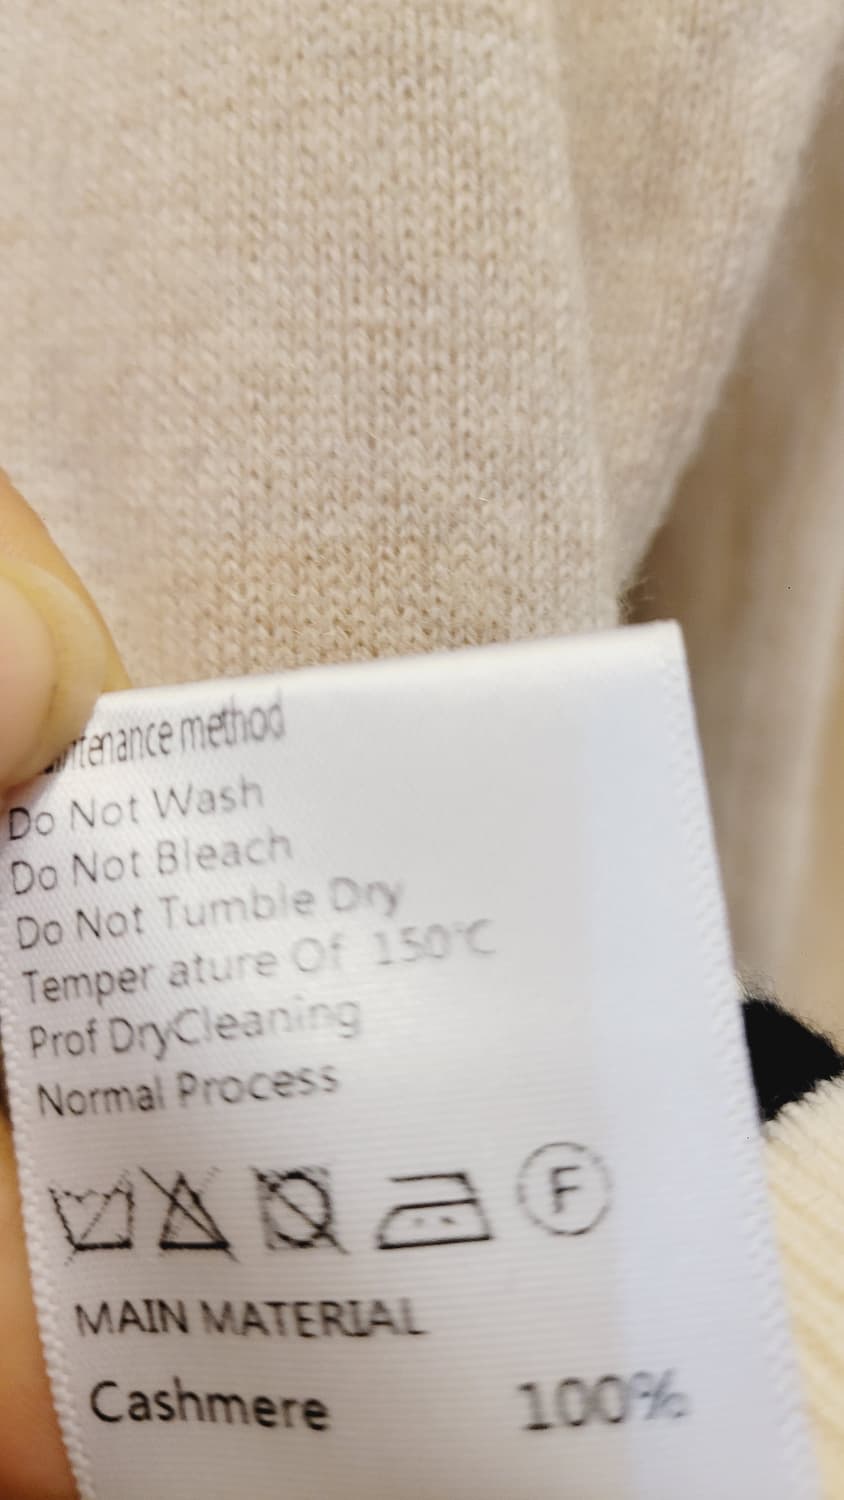 method
Do Not Wash
Do Not Bleach
Do Not Tumble Dry
Temper ature Of 150℃
Prof DryCleaning
Normal Process
F
MAIN MATERIAL
Cashmere 100%